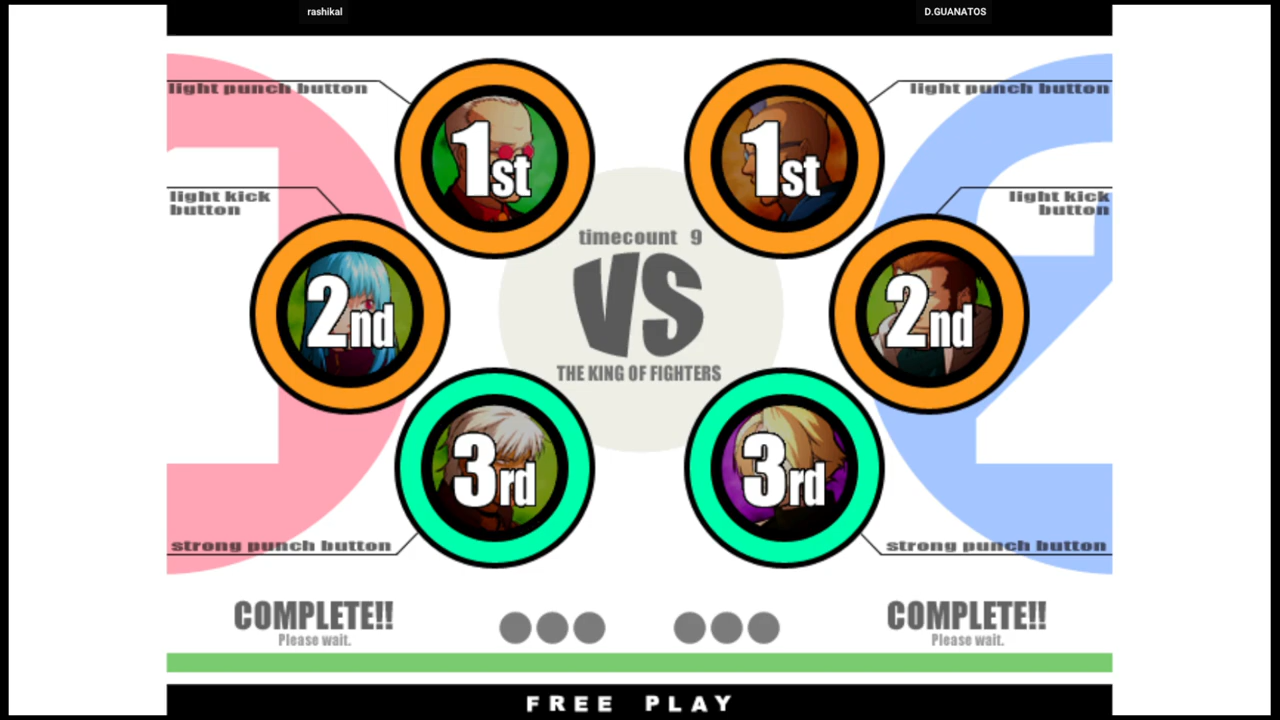 rashikal
D.GUANATOS
light punch button
light punch button
1st
1st
light kick
button
light kick
button
timecount 9
VS
2nd
2nd
THE KING OF FIGHTERS
3rd
3rd
strong punch button
strong punch button
COMPLETE!!
Please wait.
COMPLETE!!
Please wait.
FREE PLAY